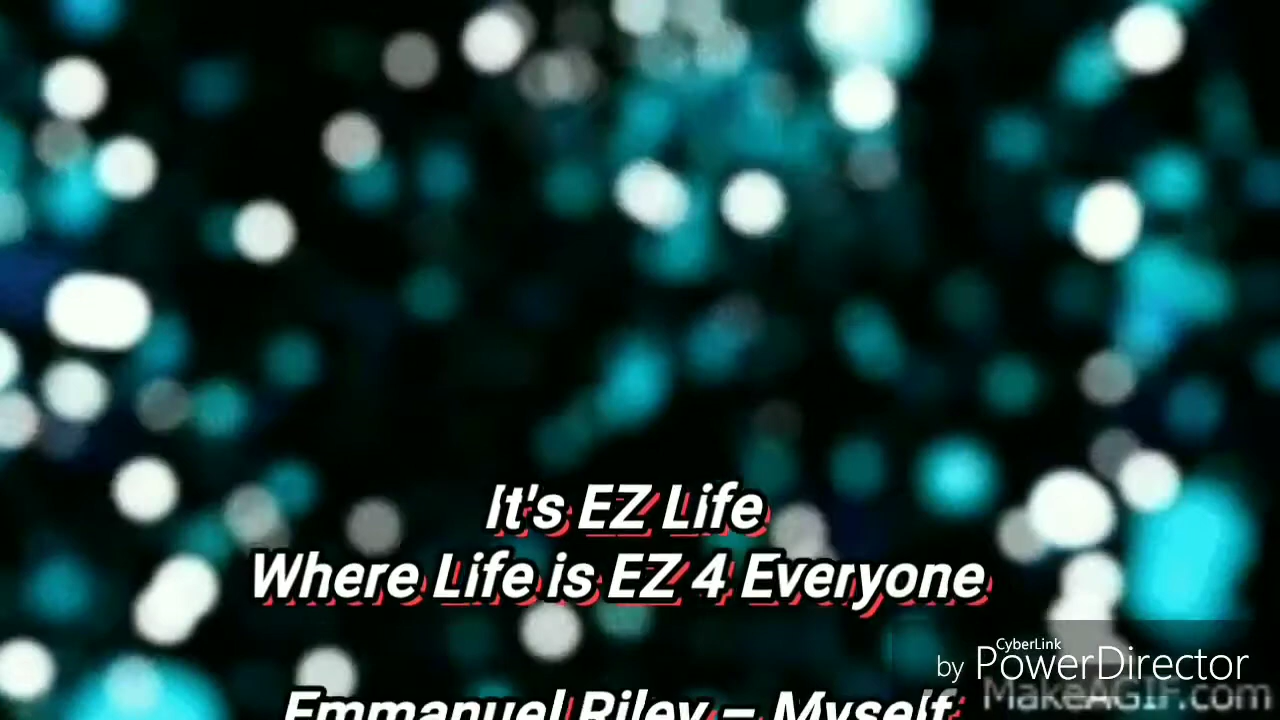 It's EZ Life
Where Life is EZ 4 Everyone
CyberLink
by PowerDirector
Emmanuel Riley – Myself
MakeAGIF.com